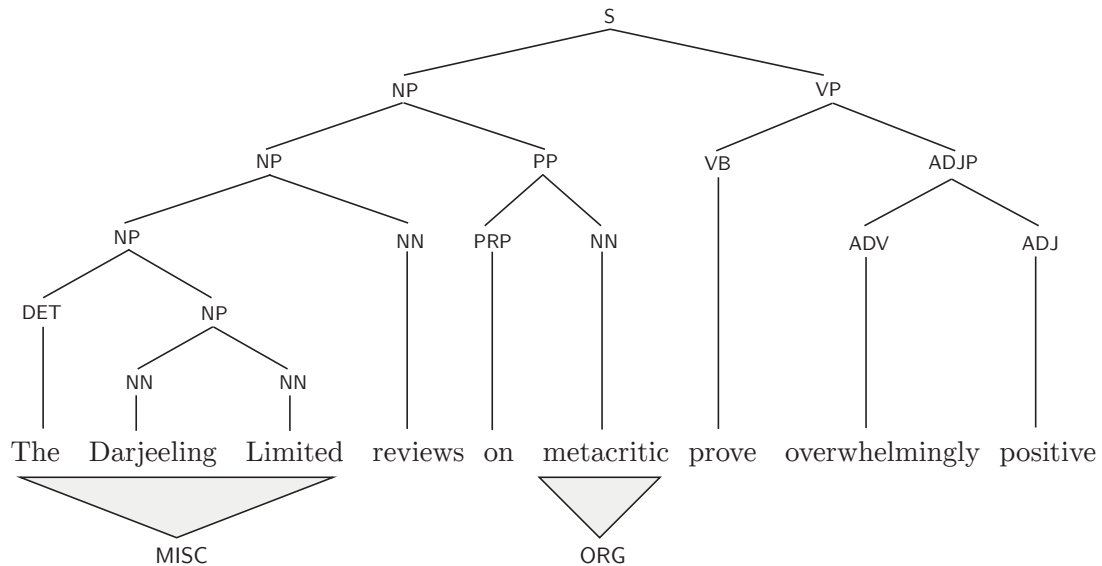 S
NP VP
NP PP VB ADJP
NP NN PRP NN ADV ADJ
DET NP
NN NN
The Darjeeling Limited reviews on metacritic prove overwhelmingly positive
MISC ORG